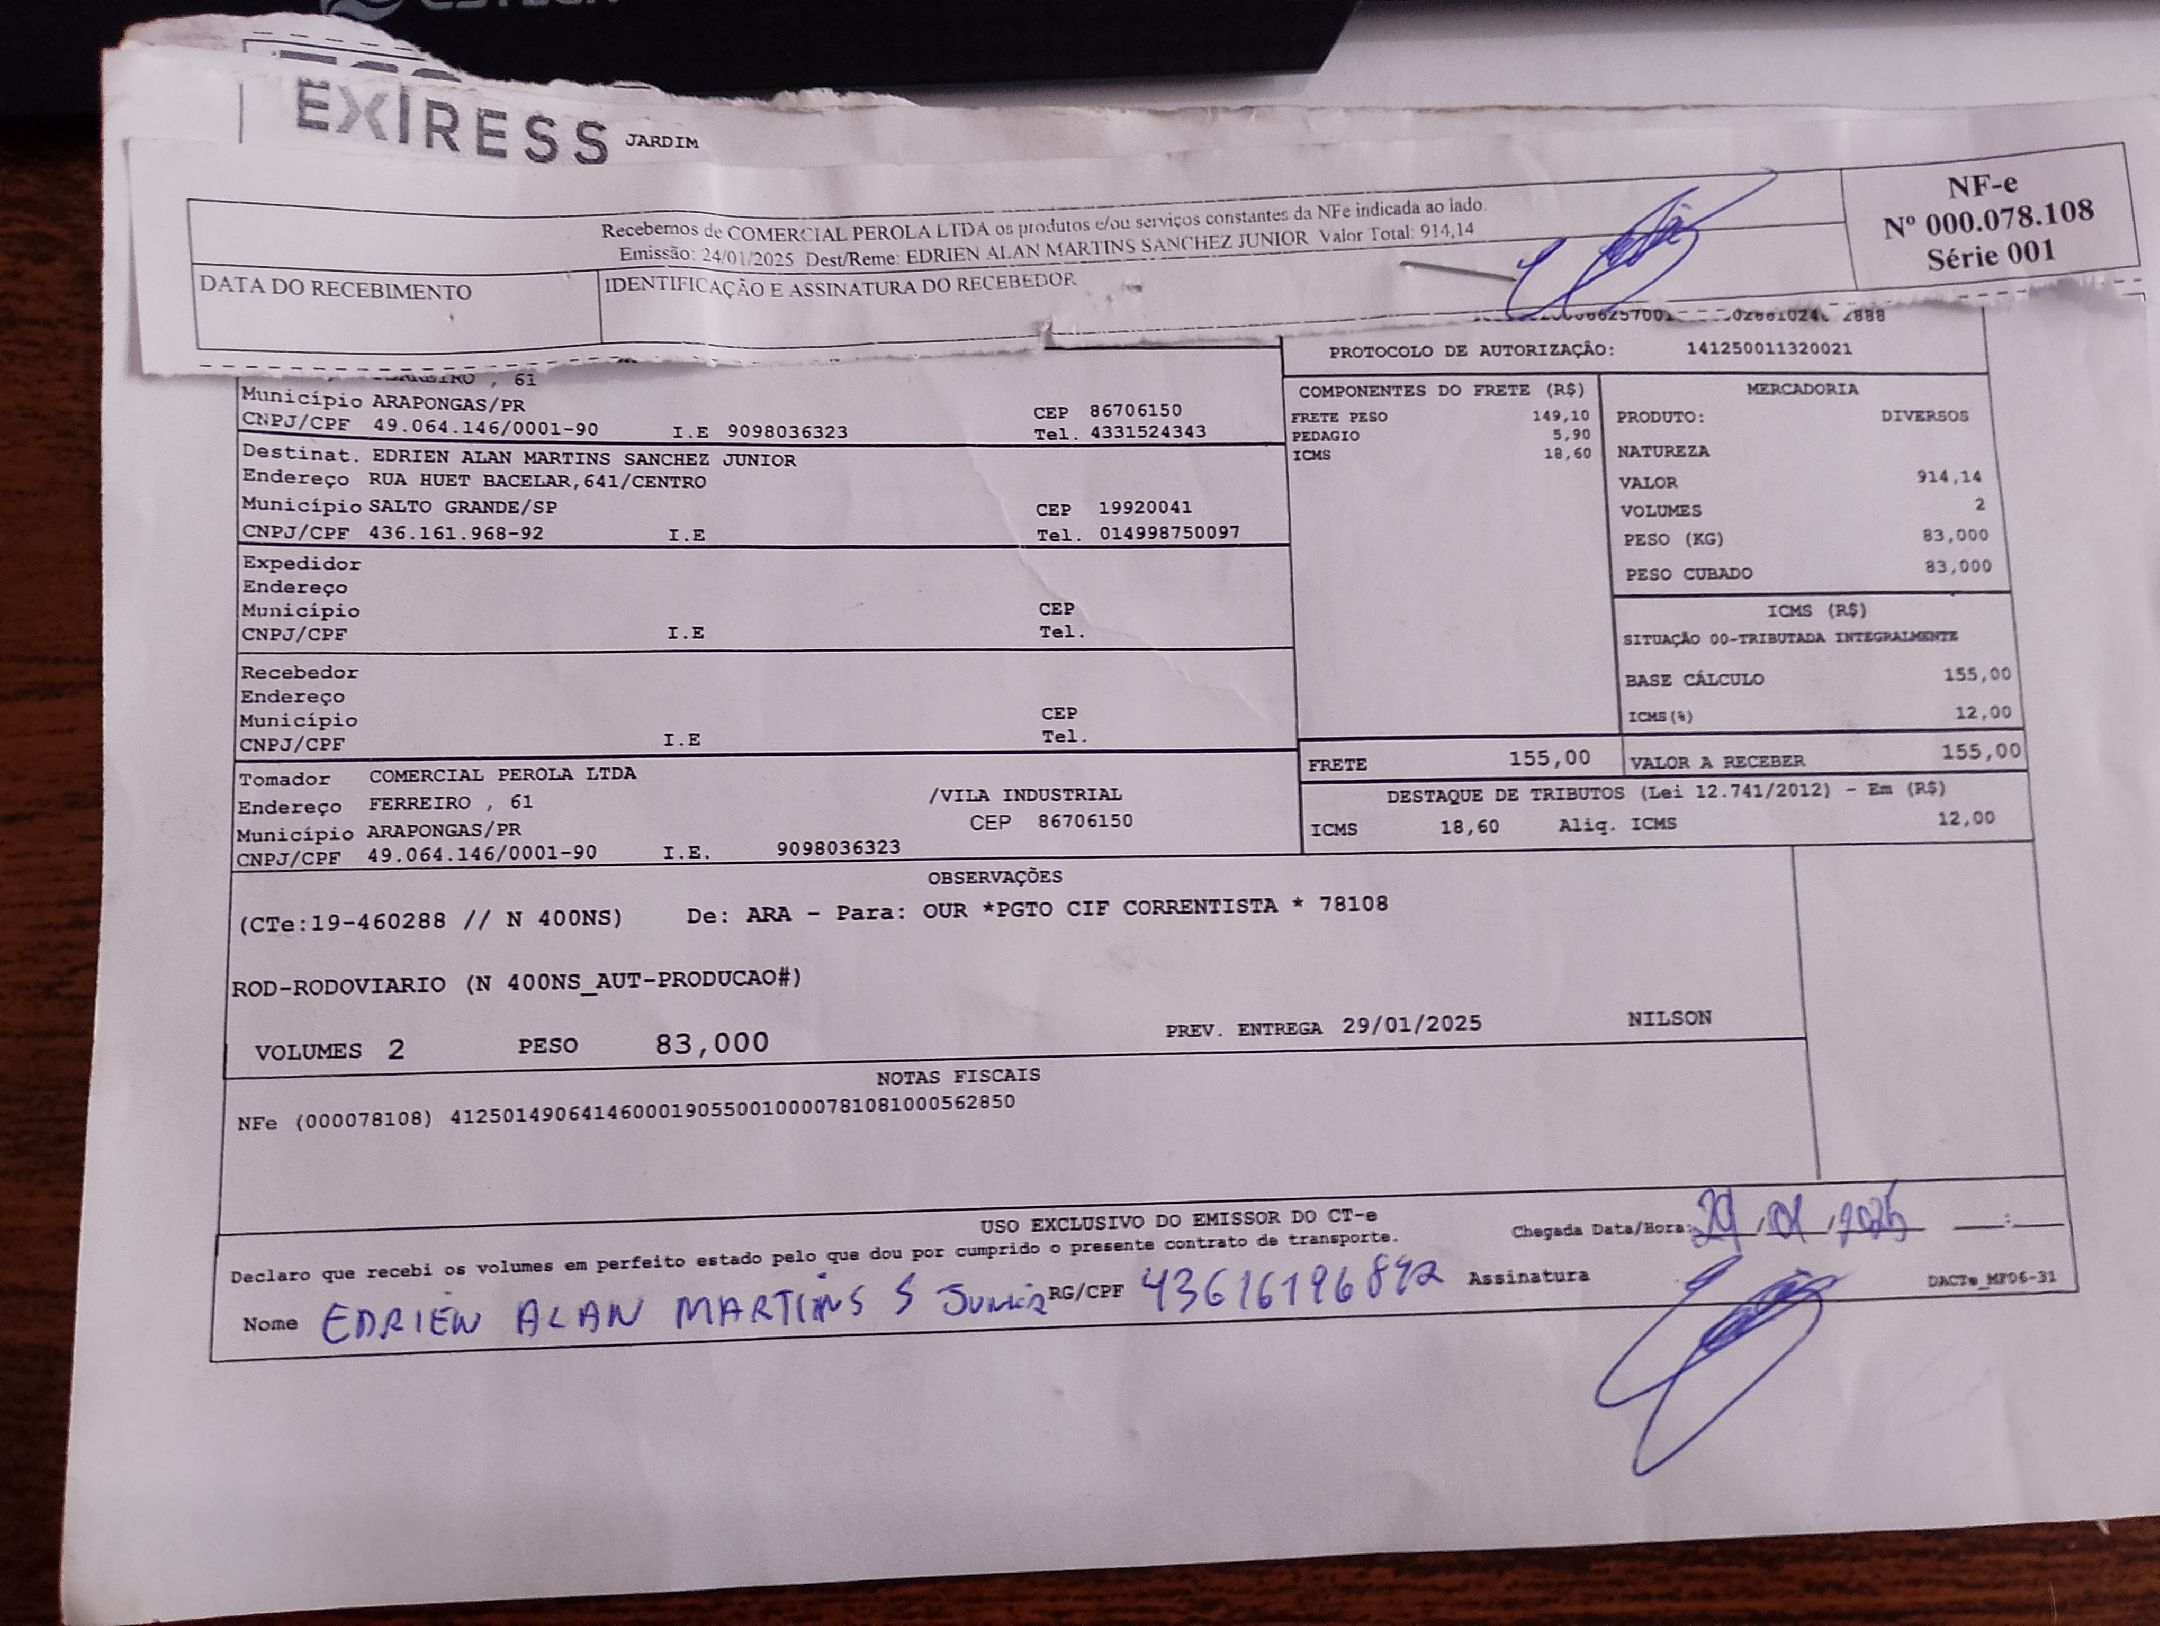 EXIRESS JARDIM
Recebemos de COMERCIAL PEROLA LTDA os produtos e/ou serviços constantes da NFe indicada ao lado.
Emissão: 24/01/2025 Dest/Reme: EDRIEN ALAN MARTINS SANCHEZ JUNIOR Valor Total: 914,14
NF-e
Nº 000.078.108
Série 001
DATA DO RECEBIMENTO
IDENTIFICAÇÃO E ASSINATURA DO RECEBEDOR
PROTOCOLO DE AUTORIZAÇÃO: 141250011320021
, 61
Município ARAPONGAS/PR CEP 86706150
CNPJ/CPF 49.064.146/0001-90 I.E 9098036323 Tel. 4331524343
Destinat. EDRIEN ALAN MARTINS SANCHEZ JUNIOR
Endereço RUA HUET BACELAR,641/CENTRO
Município SALTO GRANDE/SP CEP 19920041
CNPJ/CPF 436.161.968-92 I.E Tel. 014998750097
Expedidor
Endereço
Município CEP
CNPJ/CPF I.E Tel.
Recebedor
Endereço
Município CEP
CNPJ/CPF I.E Tel.
Tomador COMERCIAL PEROLA LTDA
Endereço FERREIRO , 61 /VILA INDUSTRIAL
Município ARAPONGAS/PR CEP 86706150
CNPJ/CPF 49.064.146/0001-90 I.E. 9098036323
COMPONENTES DO FRETE (R$)
FRETE PESO 149,10
PEDAGIO 5,90
ICMS 18,60
MERCADORIA
PRODUTO: DIVERSOS
NATUREZA
VALOR 914,14
VOLUMES 2
PESO (KG) 83,000
PESO CUBADO 83,000
ICMS (R$)
SITUAÇÃO 00-TRIBUTADA INTEGRALMENTE
BASE CÁLCULO 155,00
ICMS(%) 12,00
FRETE 155,00 VALOR A RECEBER 155,00
DESTAQUE DE TRIBUTOS (Lei 12.741/2012) - Em (R$)
ICMS 18,60 Aliq. ICMS 12,00
OBSERVAÇÕES
(CTe:19-460288 // N 400NS) De: ARA - Para: OUR *PGTO CIF CORRENTISTA * 78108
ROD-RODOVIARIO (N 400NS_AUT-PRODUCAO#)
VOLUMES 2 PESO 83,000 PREV. ENTREGA 29/01/2025 NILSON
NOTAS FISCAIS
NFe (000078108) 41250149064146000190550010000781081000562850
USO EXCLUSIVO DO EMISSOR DO CT-e
Declaro que recebi os volumes em perfeito estado pelo que dou por cumprido o presente contrato de transporte.
Chegada Data/Hora: 29/01/2025 __:__
Nome EDRIEN ALAN MARTINS S Junior RG/CPF 43616196892 Assinatura
DACTe_MF06-31